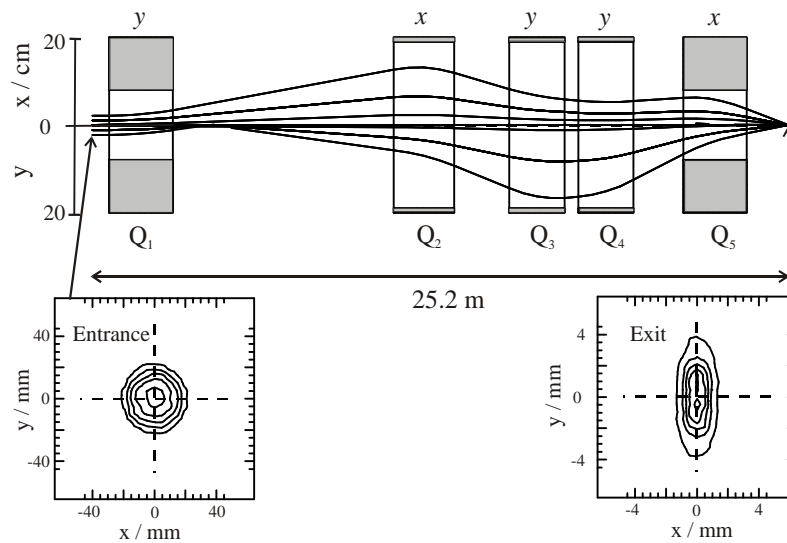 y x y y x
20
x / cm
0
y
20
Q₁ Q₂ Q₃ Q₄ Q₅
25.2 m
Entrance
40
0
-40
y / mm
-40 0 40
x / mm
Exit
4
0
-4
y / mm
-4 0 4
x / mm